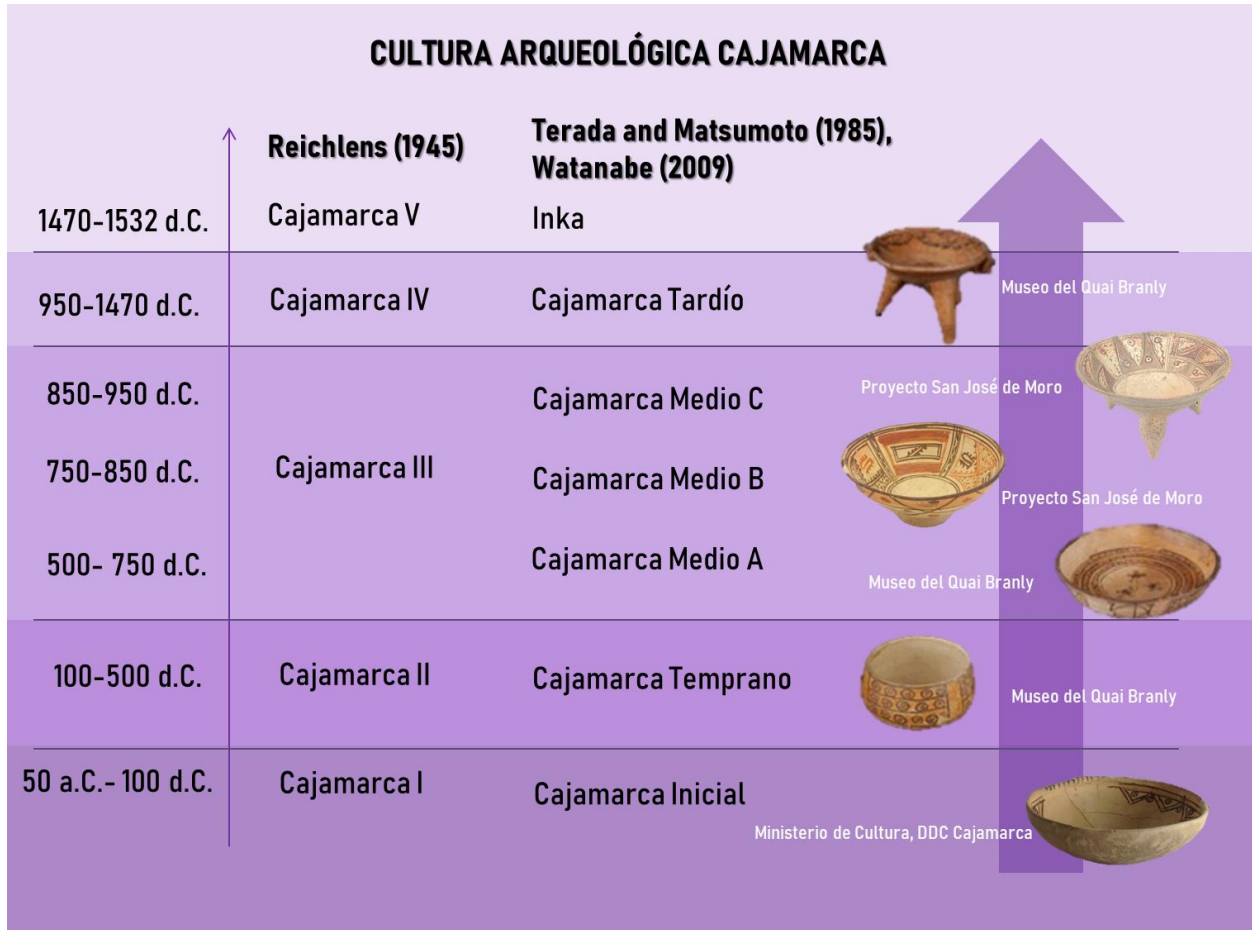 CULTURA ARQUEOLÓGICA CAJAMARCA
Reichlens (1945)
Terada and Matsumoto (1985),
Watanabe (2009)
1470-1532 d.C.
Cajamarca V
Inka
950-1470 d.C.
Cajamarca IV
Cajamarca Tardío
Museo del Quai Branly
850-950 d.C.
Cajamarca Medio C
Proyecto San José de Moro
750-850 d.C.
Cajamarca III
Cajamarca Medio B
Proyecto San José de Moro
500- 750 d.C.
Cajamarca Medio A
Museo del Quai Branly
100-500 d.C.
Cajamarca II
Cajamarca Temprano
Museo del Quai Branly
50 a.C.- 100 d.C.
Cajamarca I
Cajamarca Inicial
Ministerio de Cultura, DDC Cajamarca